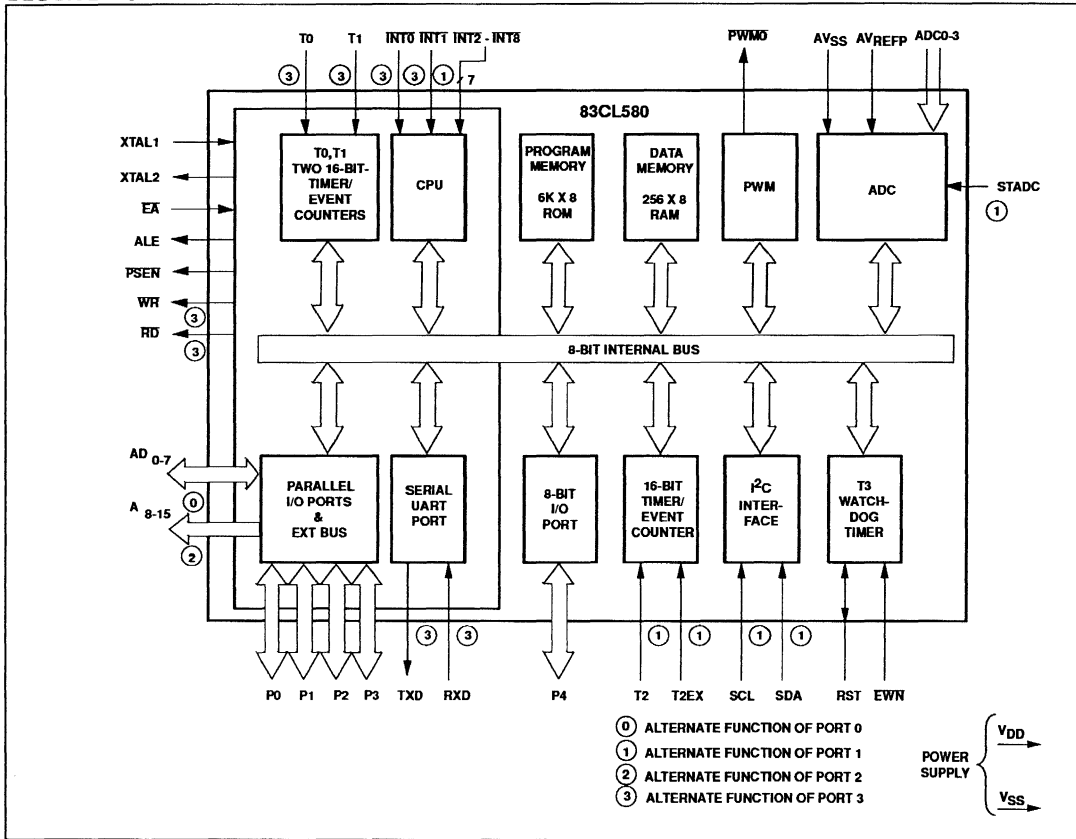 T0 T1 INT0 INT1 INT2 - INT8 PWM0 AVSS AVREFP ADC0-3
3 3 3 3 1 7
83CL580
XTAL1
XTAL2
EA
ALE
PSEN
WR
3
RD
3
T0,T1
TWO 16-BIT-
TIMER/
EVENT
COUNTERS
CPU
PROGRAM
MEMORY
6K X 8
ROM
DATA
MEMORY
256 X 8
RAM
PWM
ADC
STADC
1
8-BIT INTERNAL BUS
AD 0-7
0
A 8-15
2
PARALLEL
I/O PORTS
&
EXT BUS
SERIAL
UART
PORT
8-BIT
I/O
PORT
16-BIT
TIMER/
EVENT
COUNTER
I2C
INTER-
FACE
T3
WATCH-
DOG
TIMER
3 3 1 1 1 1
P0 P1 P2 P3 TXD RXD P4 T2 T2EX SCL SDA RST EWN
0 ALTERNATE FUNCTION OF PORT 0
1 ALTERNATE FUNCTION OF PORT 1
2 ALTERNATE FUNCTION OF PORT 2
3 ALTERNATE FUNCTION OF PORT 3
POWER
SUPPLY
VDD
VSS